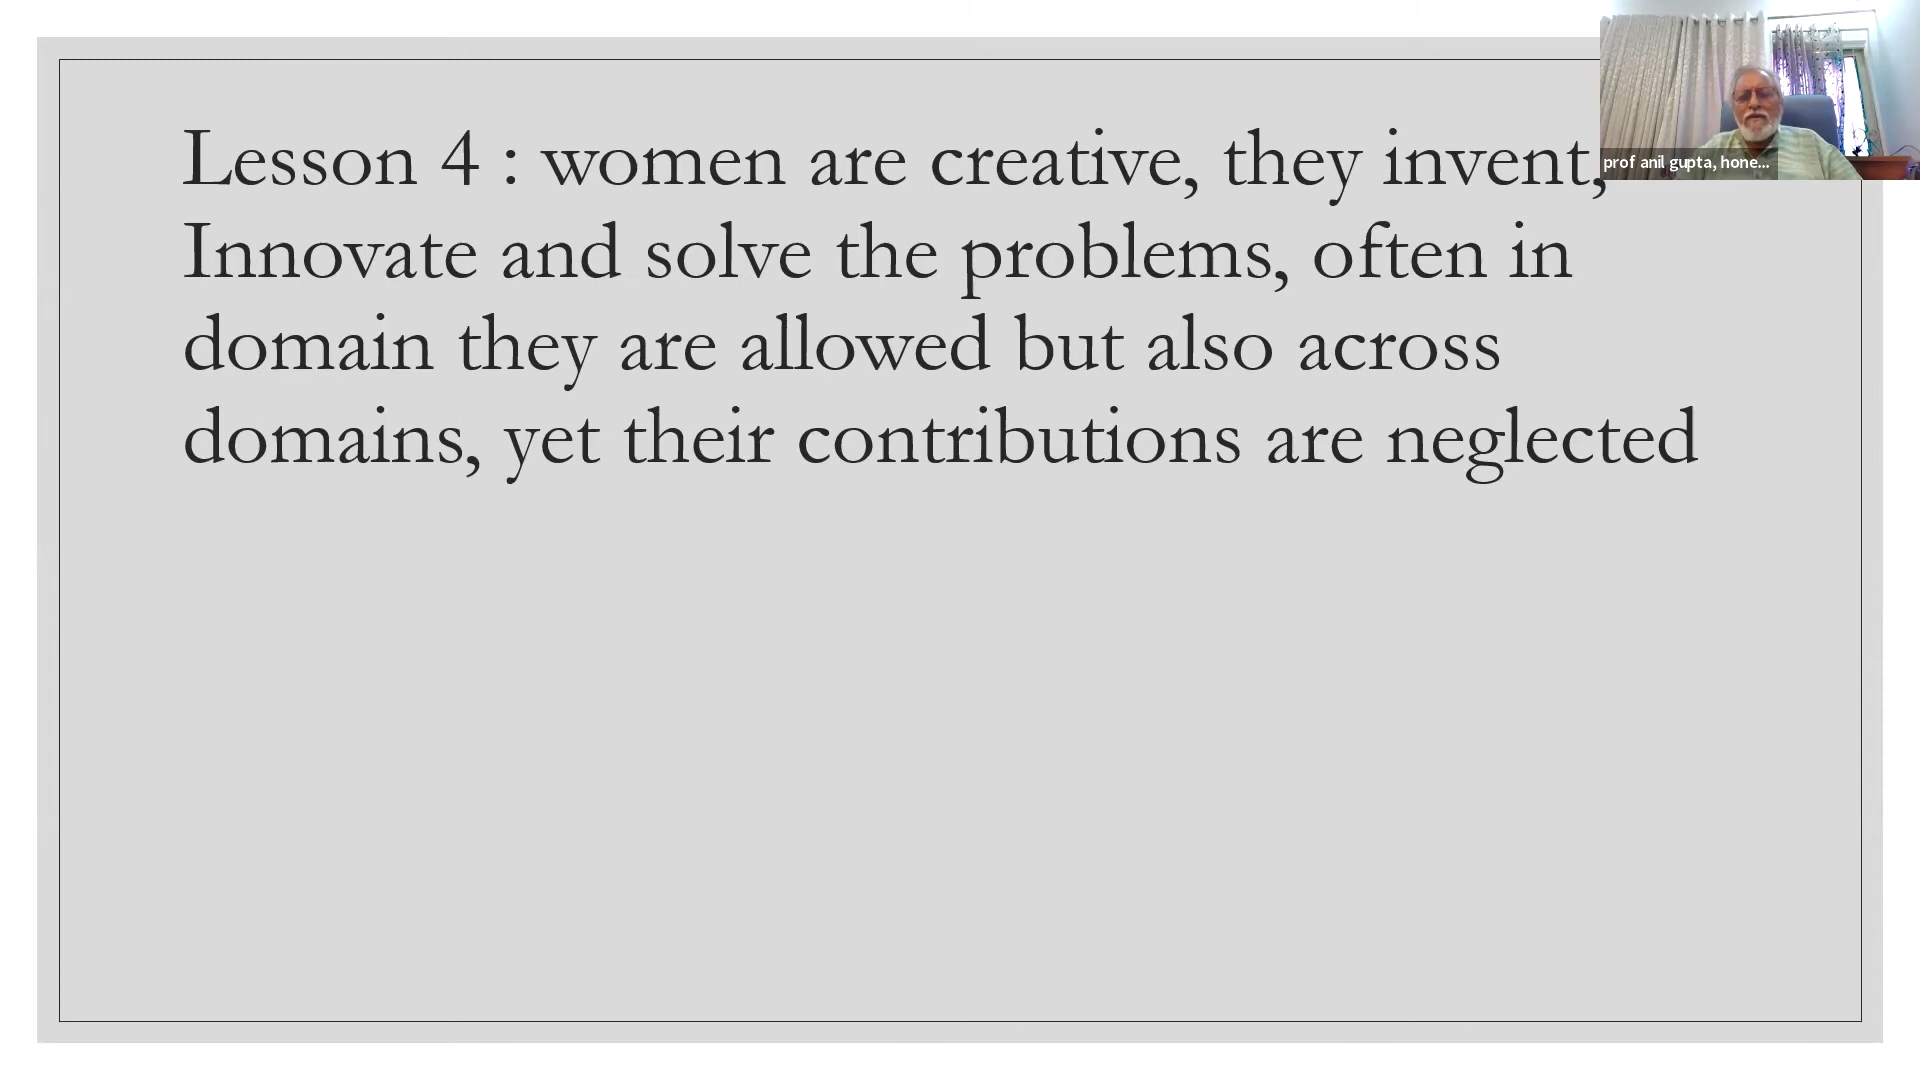 Lesson 4 : women are creative, they invent,
Innovate and solve the problems, often in
domain they are allowed but also across
domains, yet their contributions are neglected
prof anil gupta, hone...